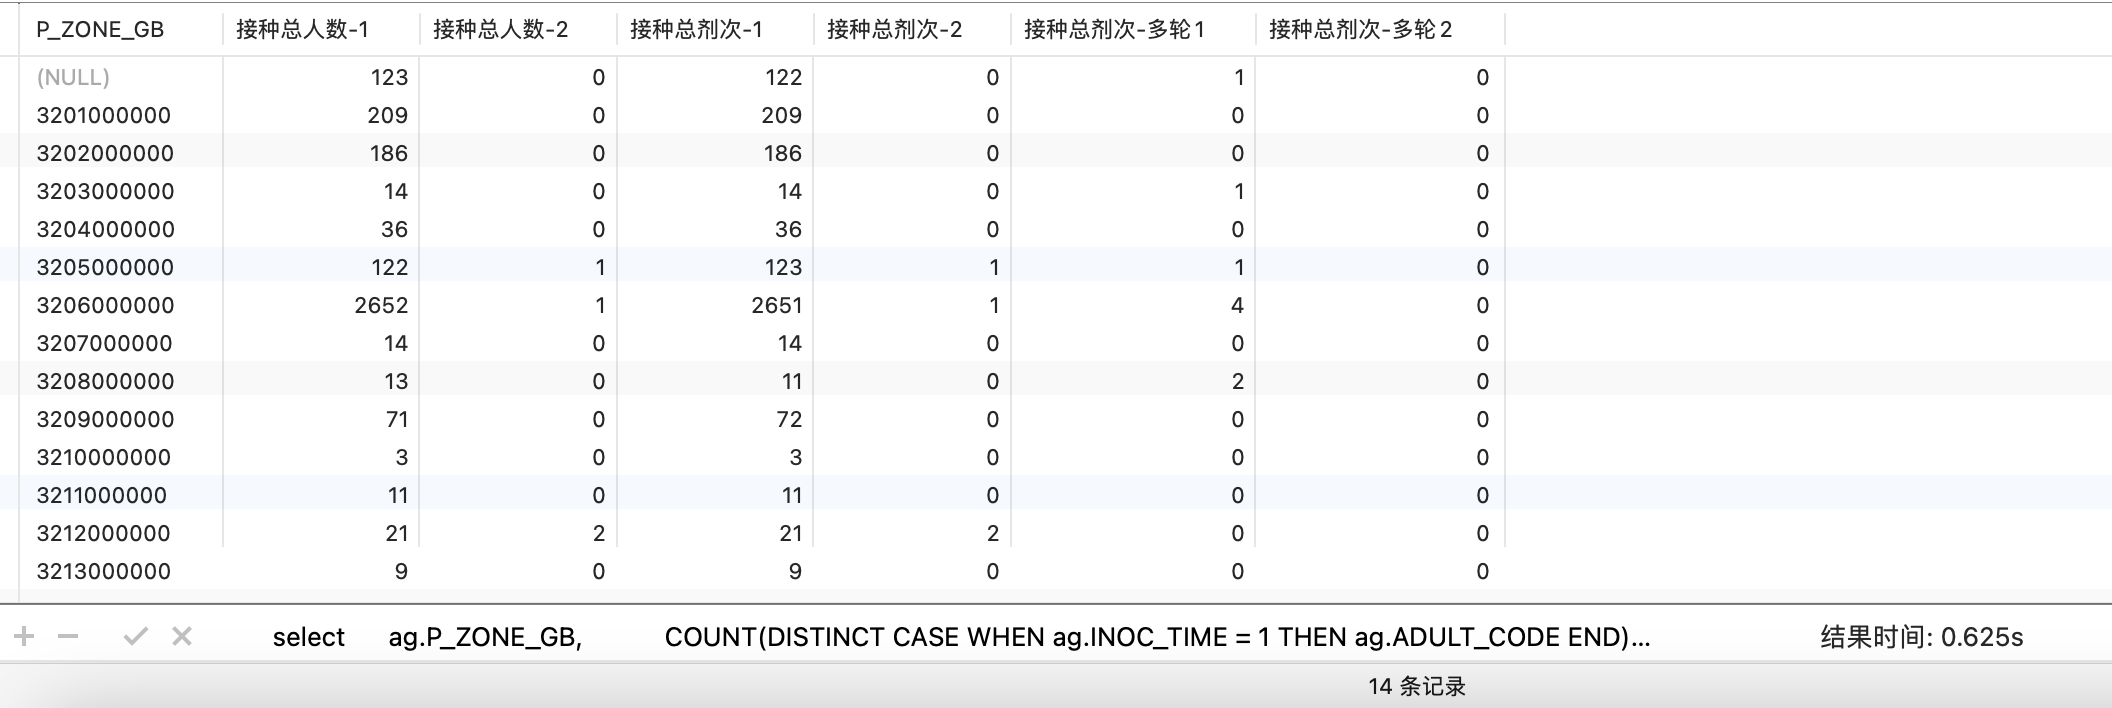 P_ZONE_GB 接种总人数-1 接种总人数-2 接种总剂次-1 接种总剂次-2 接种总剂次-多轮1 接种总剂次-多轮2
(NULL) 123 0 122 0 1 0
3201000000 209 0 209 0 0 0
3202000000 186 0 186 0 0 0
3203000000 14 0 14 0 1 0
3204000000 36 0 36 0 0 0
3205000000 122 1 123 1 1 0
3206000000 2652 1 2651 1 4 0
3207000000 14 0 14 0 0 0
3208000000 13 0 11 0 2 0
3209000000 71 0 72 0 0 0
3210000000 3 0 3 0 0 0
3211000000 11 0 11 0 0 0
3212000000 21 2 21 2 0 0
3213000000 9 0 9 0 0 0
select ag.P_ZONE_GB, COUNT(DISTINCT CASE WHEN ag.INOC_TIME = 1 THEN ag.ADULT_CODE END)... 结果时间: 0.625s
14 条记录